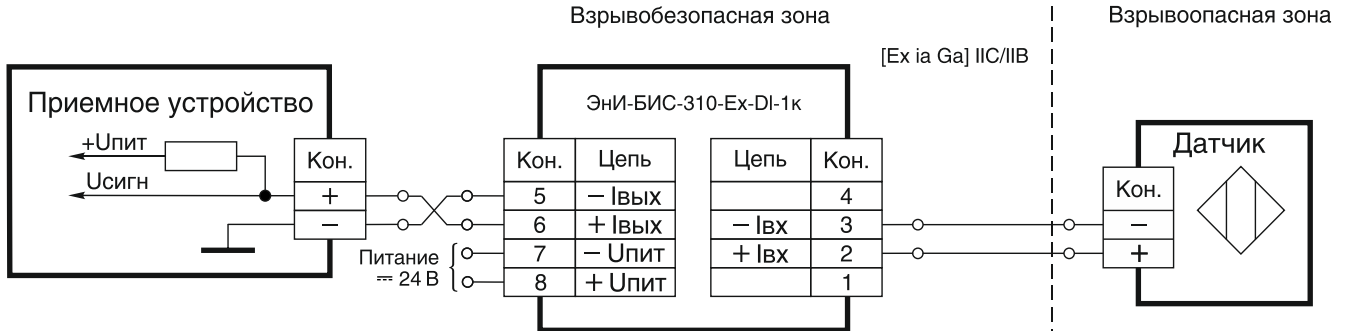 Взрывобезопасная зона
Взрывоопасная зона
[Ex ia Ga] IIC/IIB
Приемное устройство
+Uпит
Uсигн
Кон.
+
−
ЭнИ-БИС-310-Ex-DI-1к
Кон. Цепь
5 − Iвых
6 + Iвых
7 − Uпит
8 + Uпит
Питание
⎓ 24 В
Цепь Кон.
4
− Iвх 3
+ Iвх 2
1
Датчик
Кон.
−
+